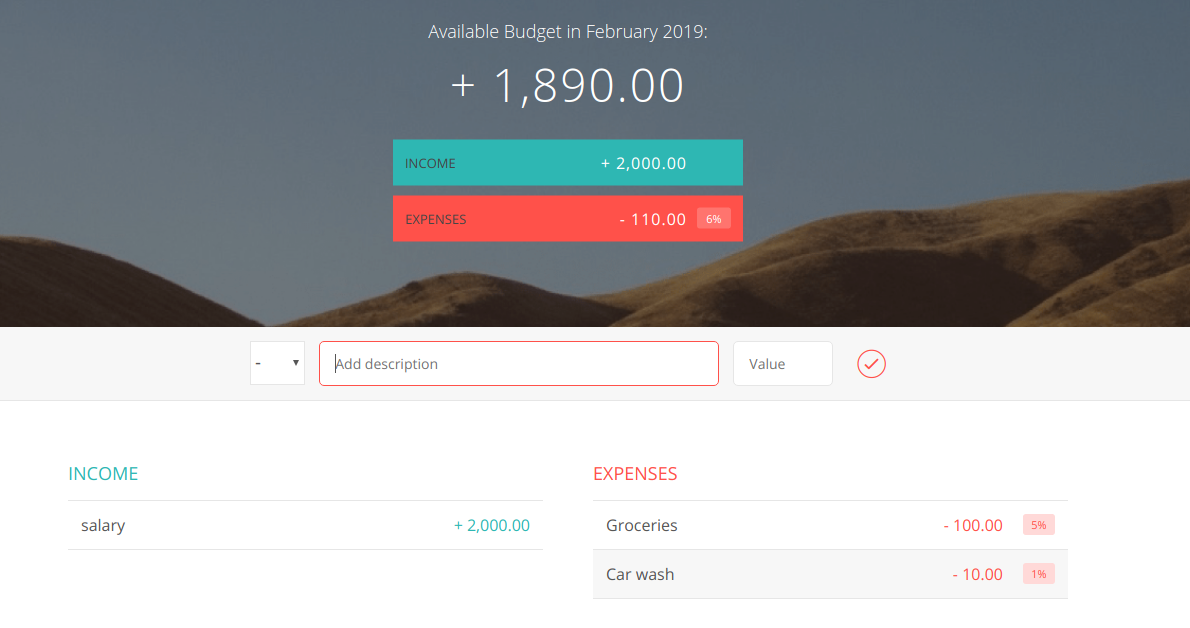 Available Budget in February 2019:
+ 1,890.00
INCOME + 2,000.00
EXPENSES - 110.00 6%
- Add description Value
INCOME
salary + 2,000.00
EXPENSES
Groceries - 100.00 5%
Car wash - 10.00 1%